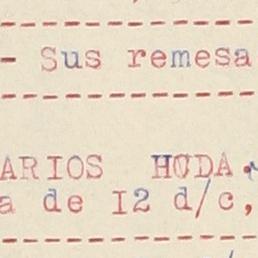 - Sus remesa
ARIOS HODA.
a de I2 d/c,